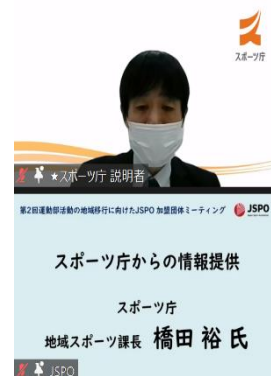 スポーツ庁
★スポーツ庁 説明者
第2回運動部活動の地域移行に向けたJSPO 加盟団体ミーティング
JSPO
スポーツ庁からの情報提供
スポーツ庁
地域スポーツ課長 橋田 裕 氏
JSPO